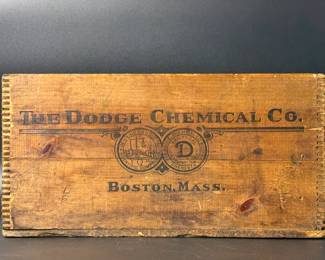 THE DODGE CHEMICAL CO.
D
BOSTON, MASS.